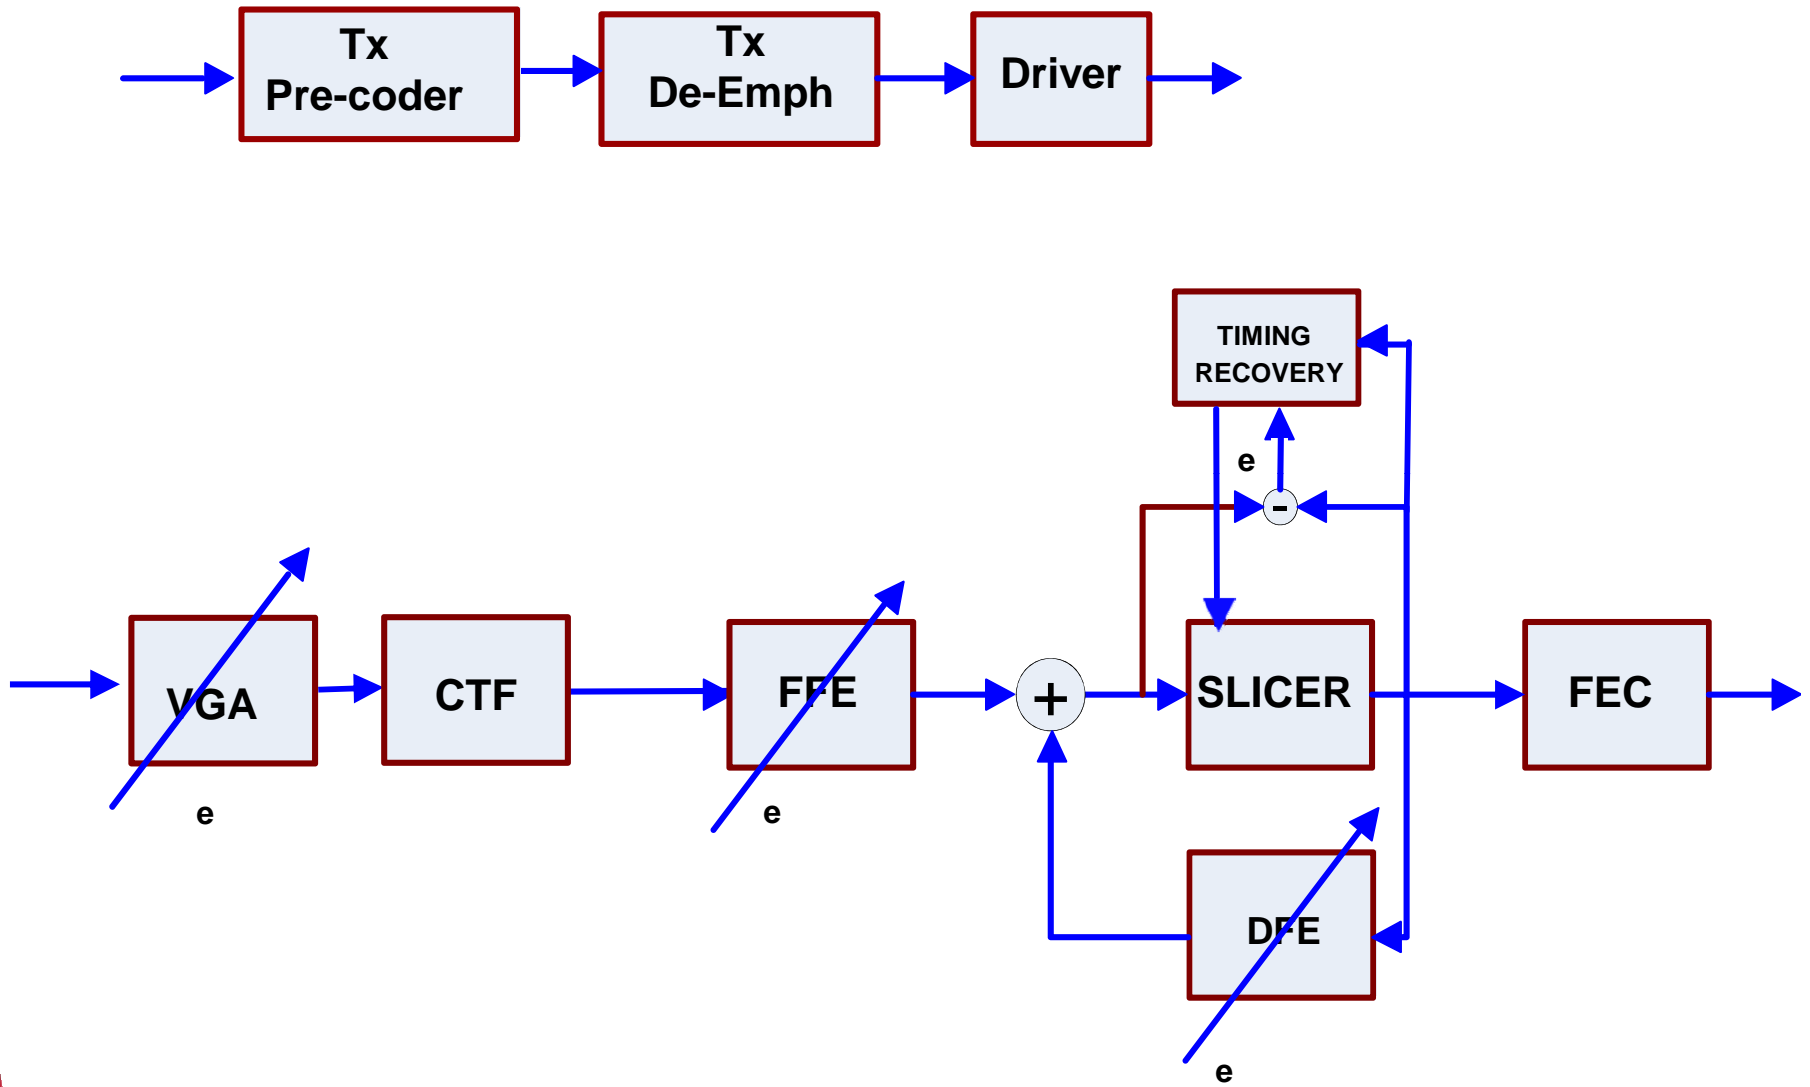 Tx
Pre-coder
Tx
De-Emph
Driver
TIMING
RECOVERY
e
-
VGA
CTF
FFE
+
SLICER
FEC
e
e
DFE
e